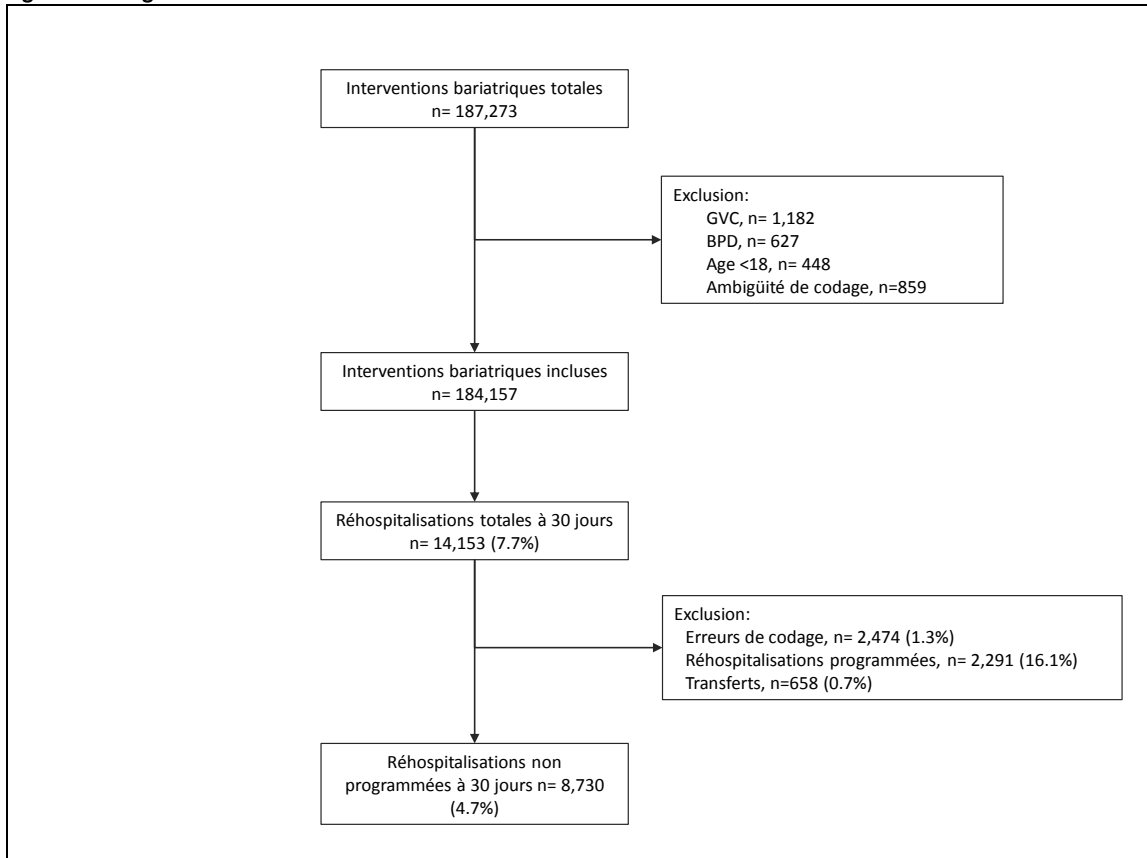 Interventions bariatriques totales
n= 187,273
Exclusion:
GVC, n= 1,182
BPD, n= 627
Age <18, n= 448
Ambigüité de codage, n=859
Interventions bariatriques incluses
n= 184,157
Réhospitalisations totales à 30 jours
n= 14,153 (7.7%)
Exclusion:
Erreurs de codage, n= 2,474 (1.3%)
Réhospitalisations programmées, n= 2,291 (16.1%)
Transferts, n=658 (0.7%)
Réhospitalisations non
programmées à 30 jours n= 8,730
(4.7%)